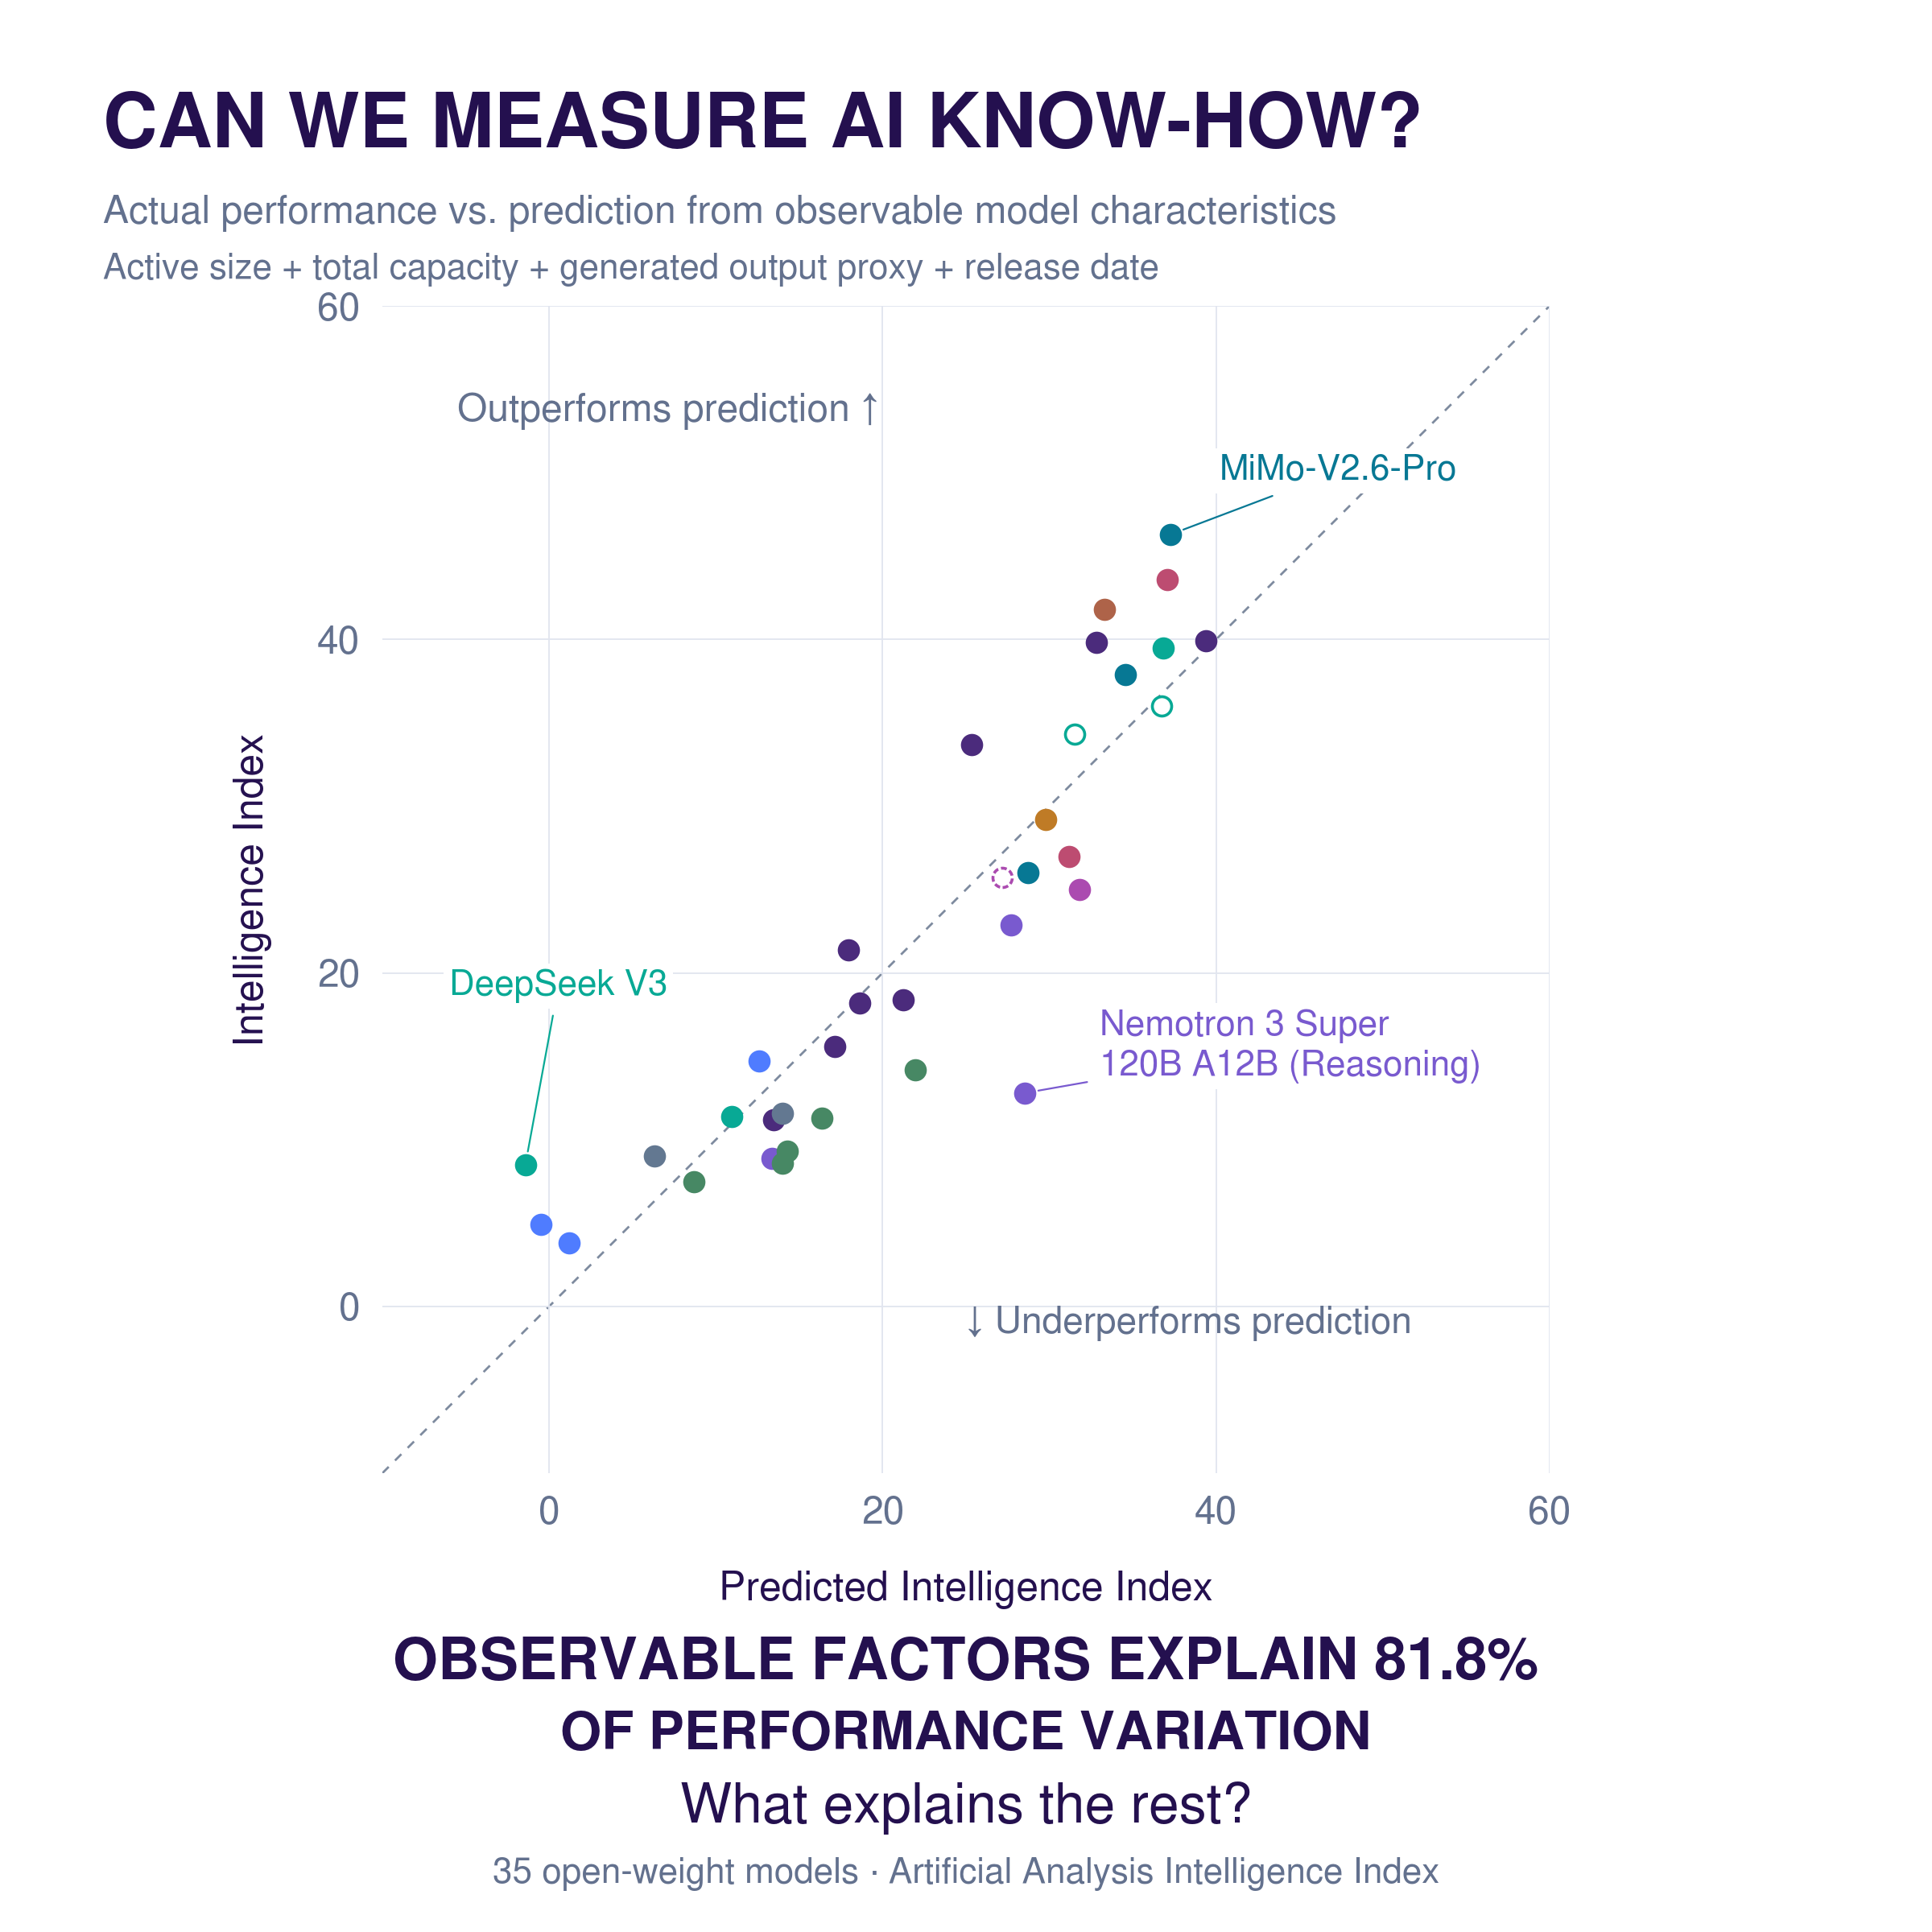 CAN WE MEASURE AI KNOW-HOW?
Actual performance vs. prediction from observable model characteristics
Active size + total capacity + generated output proxy + release date
60
Outperforms prediction ↑
MiMo-V2.6-Pro
40
Intelligence Index
20
DeepSeek V3
Nemotron 3 Super
120B A12B (Reasoning)
0
↓ Underperforms prediction
0 20 40 60
Predicted Intelligence Index
OBSERVABLE FACTORS EXPLAIN 81.8%
OF PERFORMANCE VARIATION
What explains the rest?
35 open-weight models · Artificial Analysis Intelligence Index